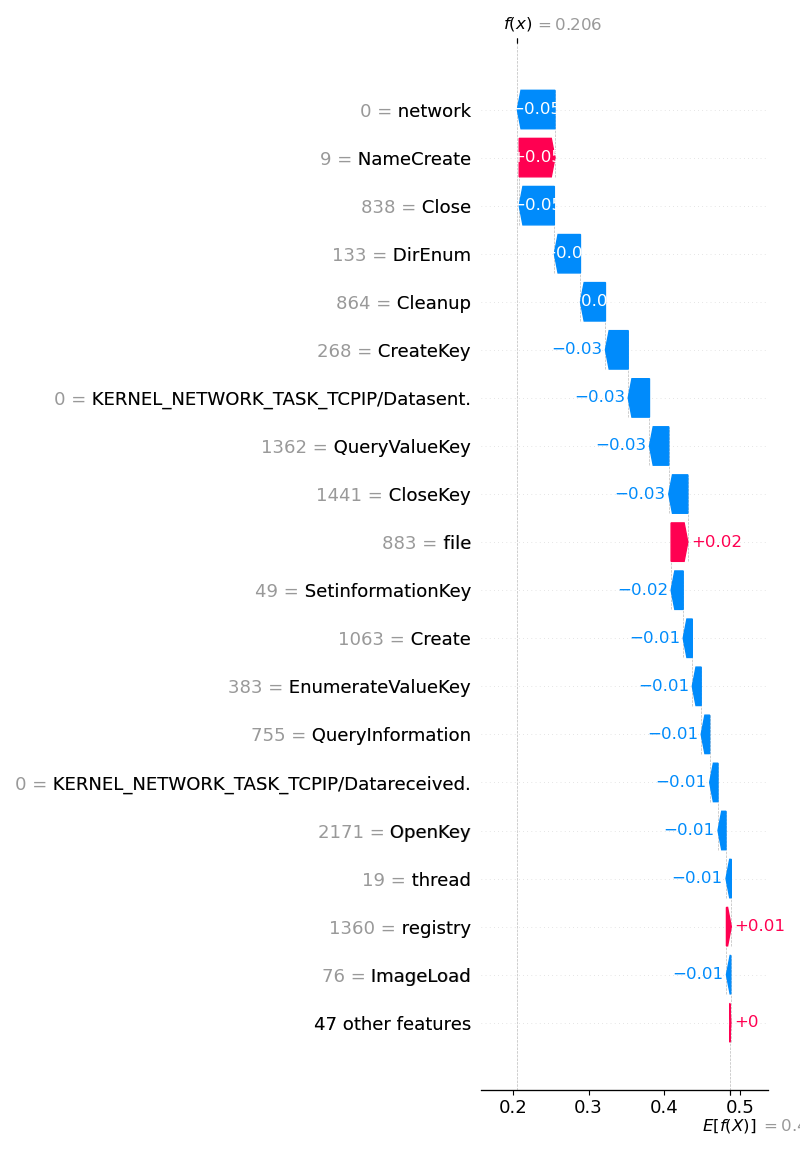 f(x) = 0.206
0 = network −0.05
9 = NameCreate +0.05
838 = Close −0.05
133 = DirEnum
864 = Cleanup
268 = CreateKey −0.03
0 = KERNEL_NETWORK_TASK_TCPIP/Datasent. −0.03
1362 = QueryValueKey −0.03
1441 = CloseKey −0.03
883 = file +0.02
49 = SetinformationKey −0.02
1063 = Create −0.01
383 = EnumerateValueKey −0.01
755 = QueryInformation −0.01
0 = KERNEL_NETWORK_TASK_TCPIP/Datareceived. −0.01
2171 = OpenKey −0.01
19 = thread −0.01
1360 = registry +0.01
76 = ImageLoad −0.01
47 other features +0
0.2 0.3 0.4 0.5
E[f(X)] = 0.4